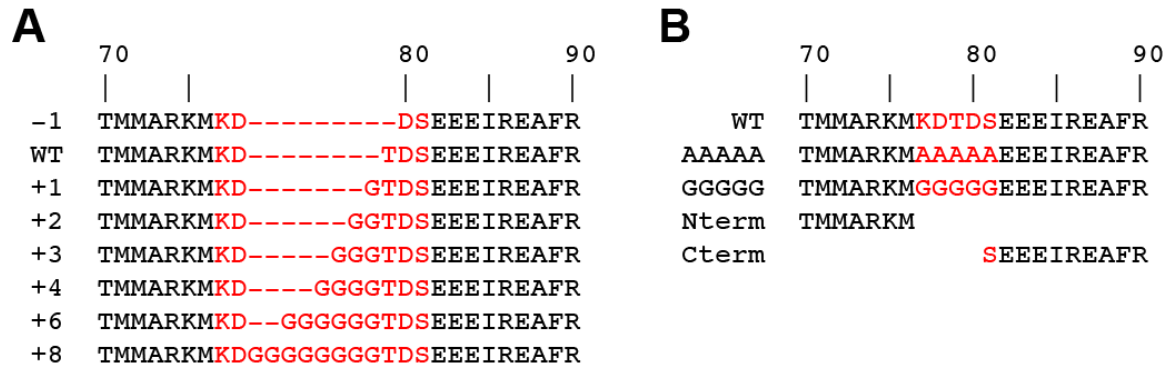 A
70 80 90
| | | | |
-1 TMMARKMKD---------DSEEEIREAFR
WT TMMARKMKD--------TDSEEEIREAFR
+1 TMMARKMKD-------GTDSEEEIREAFR
+2 TMMARKMKD------GGTDSEEEIREAFR
+3 TMMARKMKD-----GGGTDSEEEIREAFR
+4 TMMARKMKD----GGGGTDSEEEIREAFR
+6 TMMARKMKD--GGGGGGTDSEEEIREAFR
+8 TMMARKMKDGGGGGGGGTDSEEEIREAFR
B
70 80 90
| | | | |
WT TMMARKMKDTDSEEEIREAFR
AAAAA TMMARKMAAAAAEEEIREAFR
GGGGG TMMARKMGGGGGEEEIREAFR
Nterm TMMARKM
Cterm SEEEIREAFR